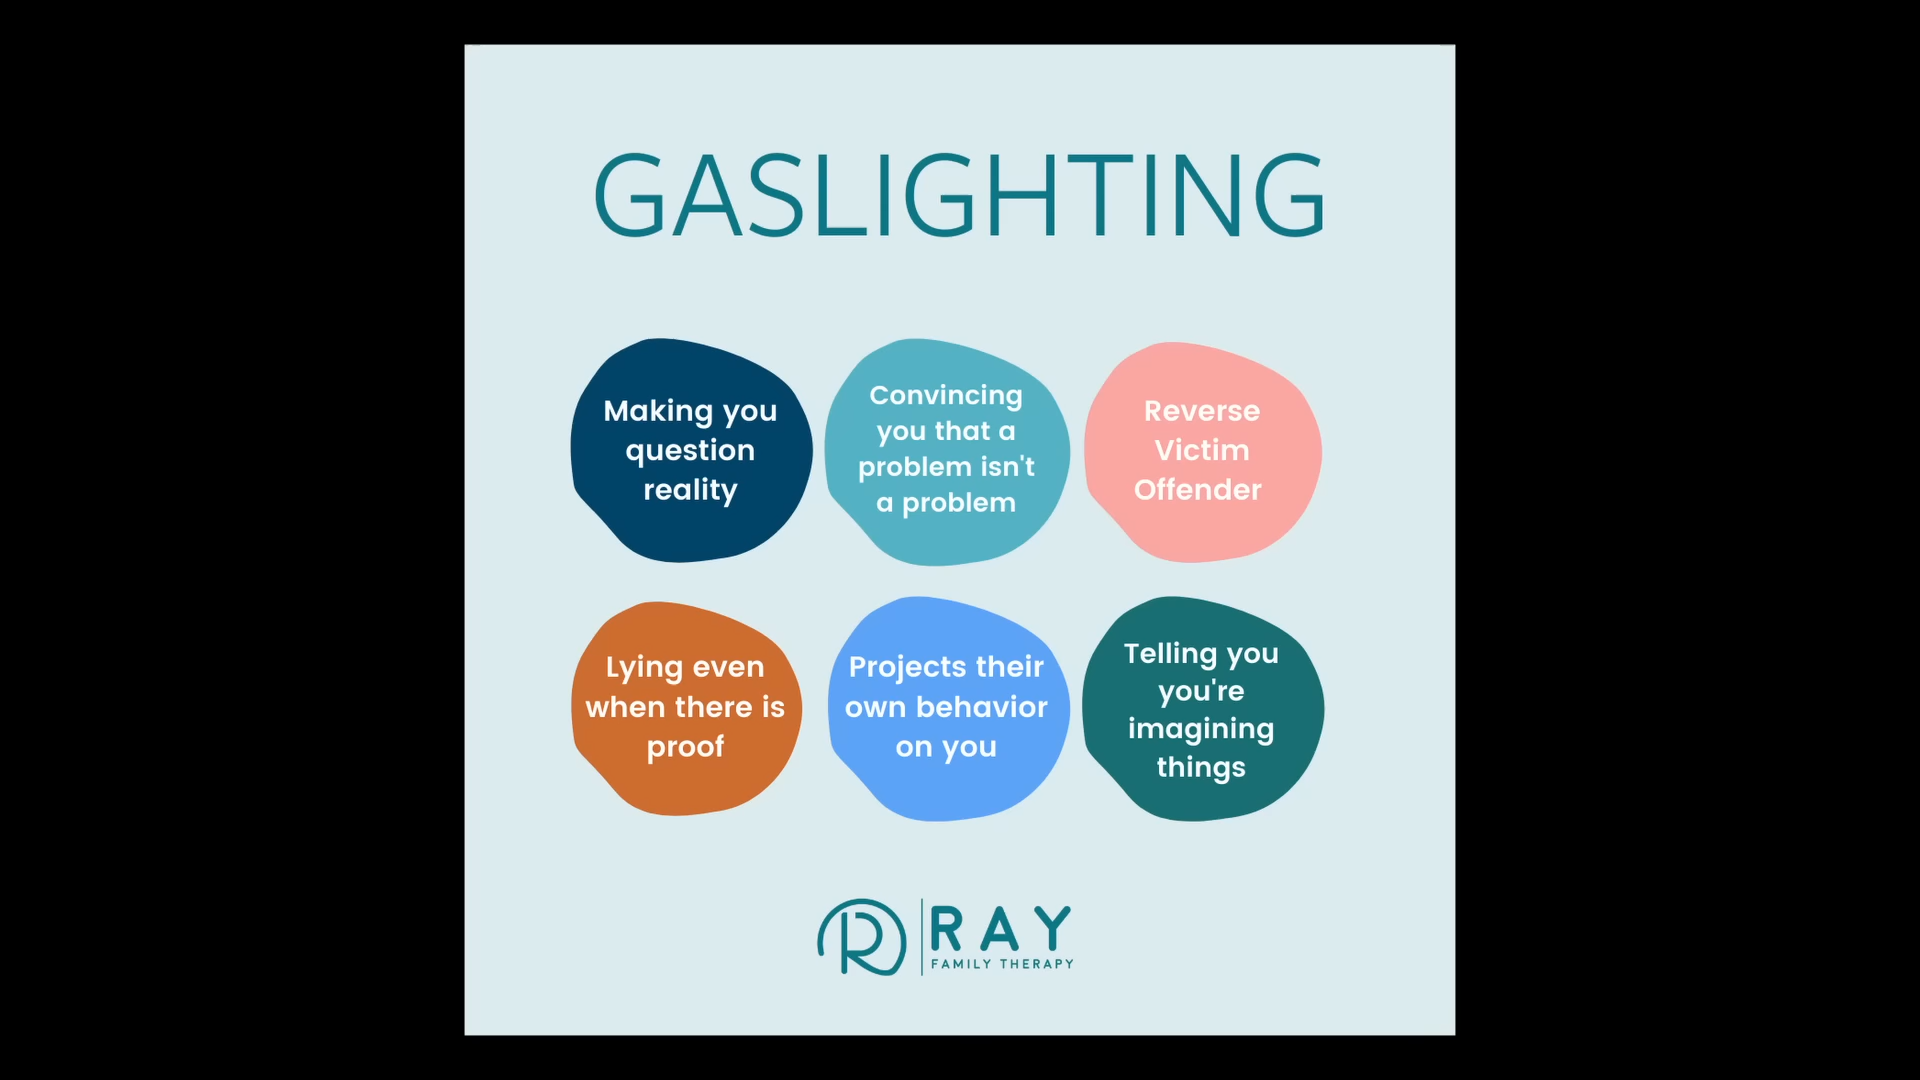 GASLIGHTING
Making you
question
reality
Convincing
you that a
problem isn't
a problem
Reverse
Victim
Offender
Lying even
when there is
proof
Projects their
own behavior
on you
Telling you
you're
imagining
things
RAY
FAMILY THERAPY